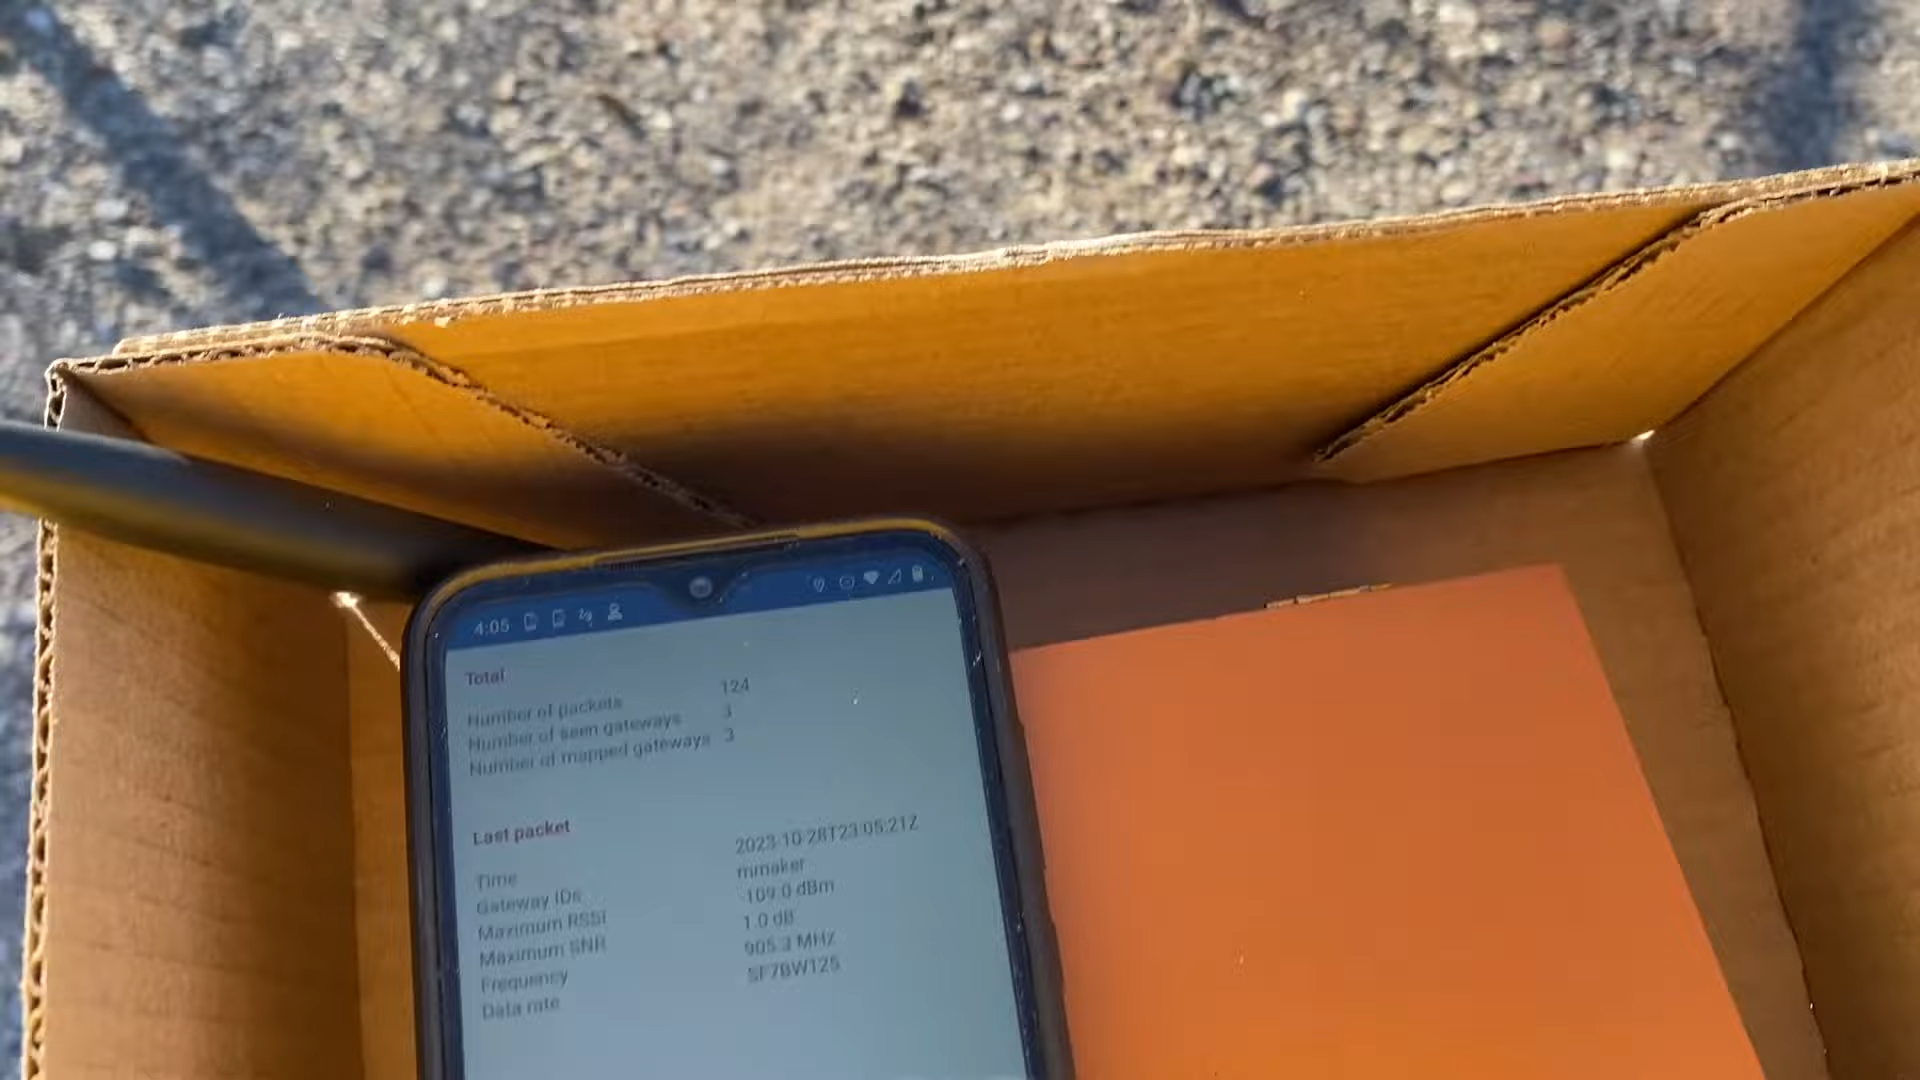 4:05
Total
Number of packets 124
Number of seen gateways 3
Number of mapped gateways 3
Last packet
Time 2023-10-28T23:05:21Z
Gateway IDs mmaker
Maximum RSSI -109.0 dBm
Maximum SNR 1.0 dB
Frequency 905.3 MHz
Data rate SF7BW125